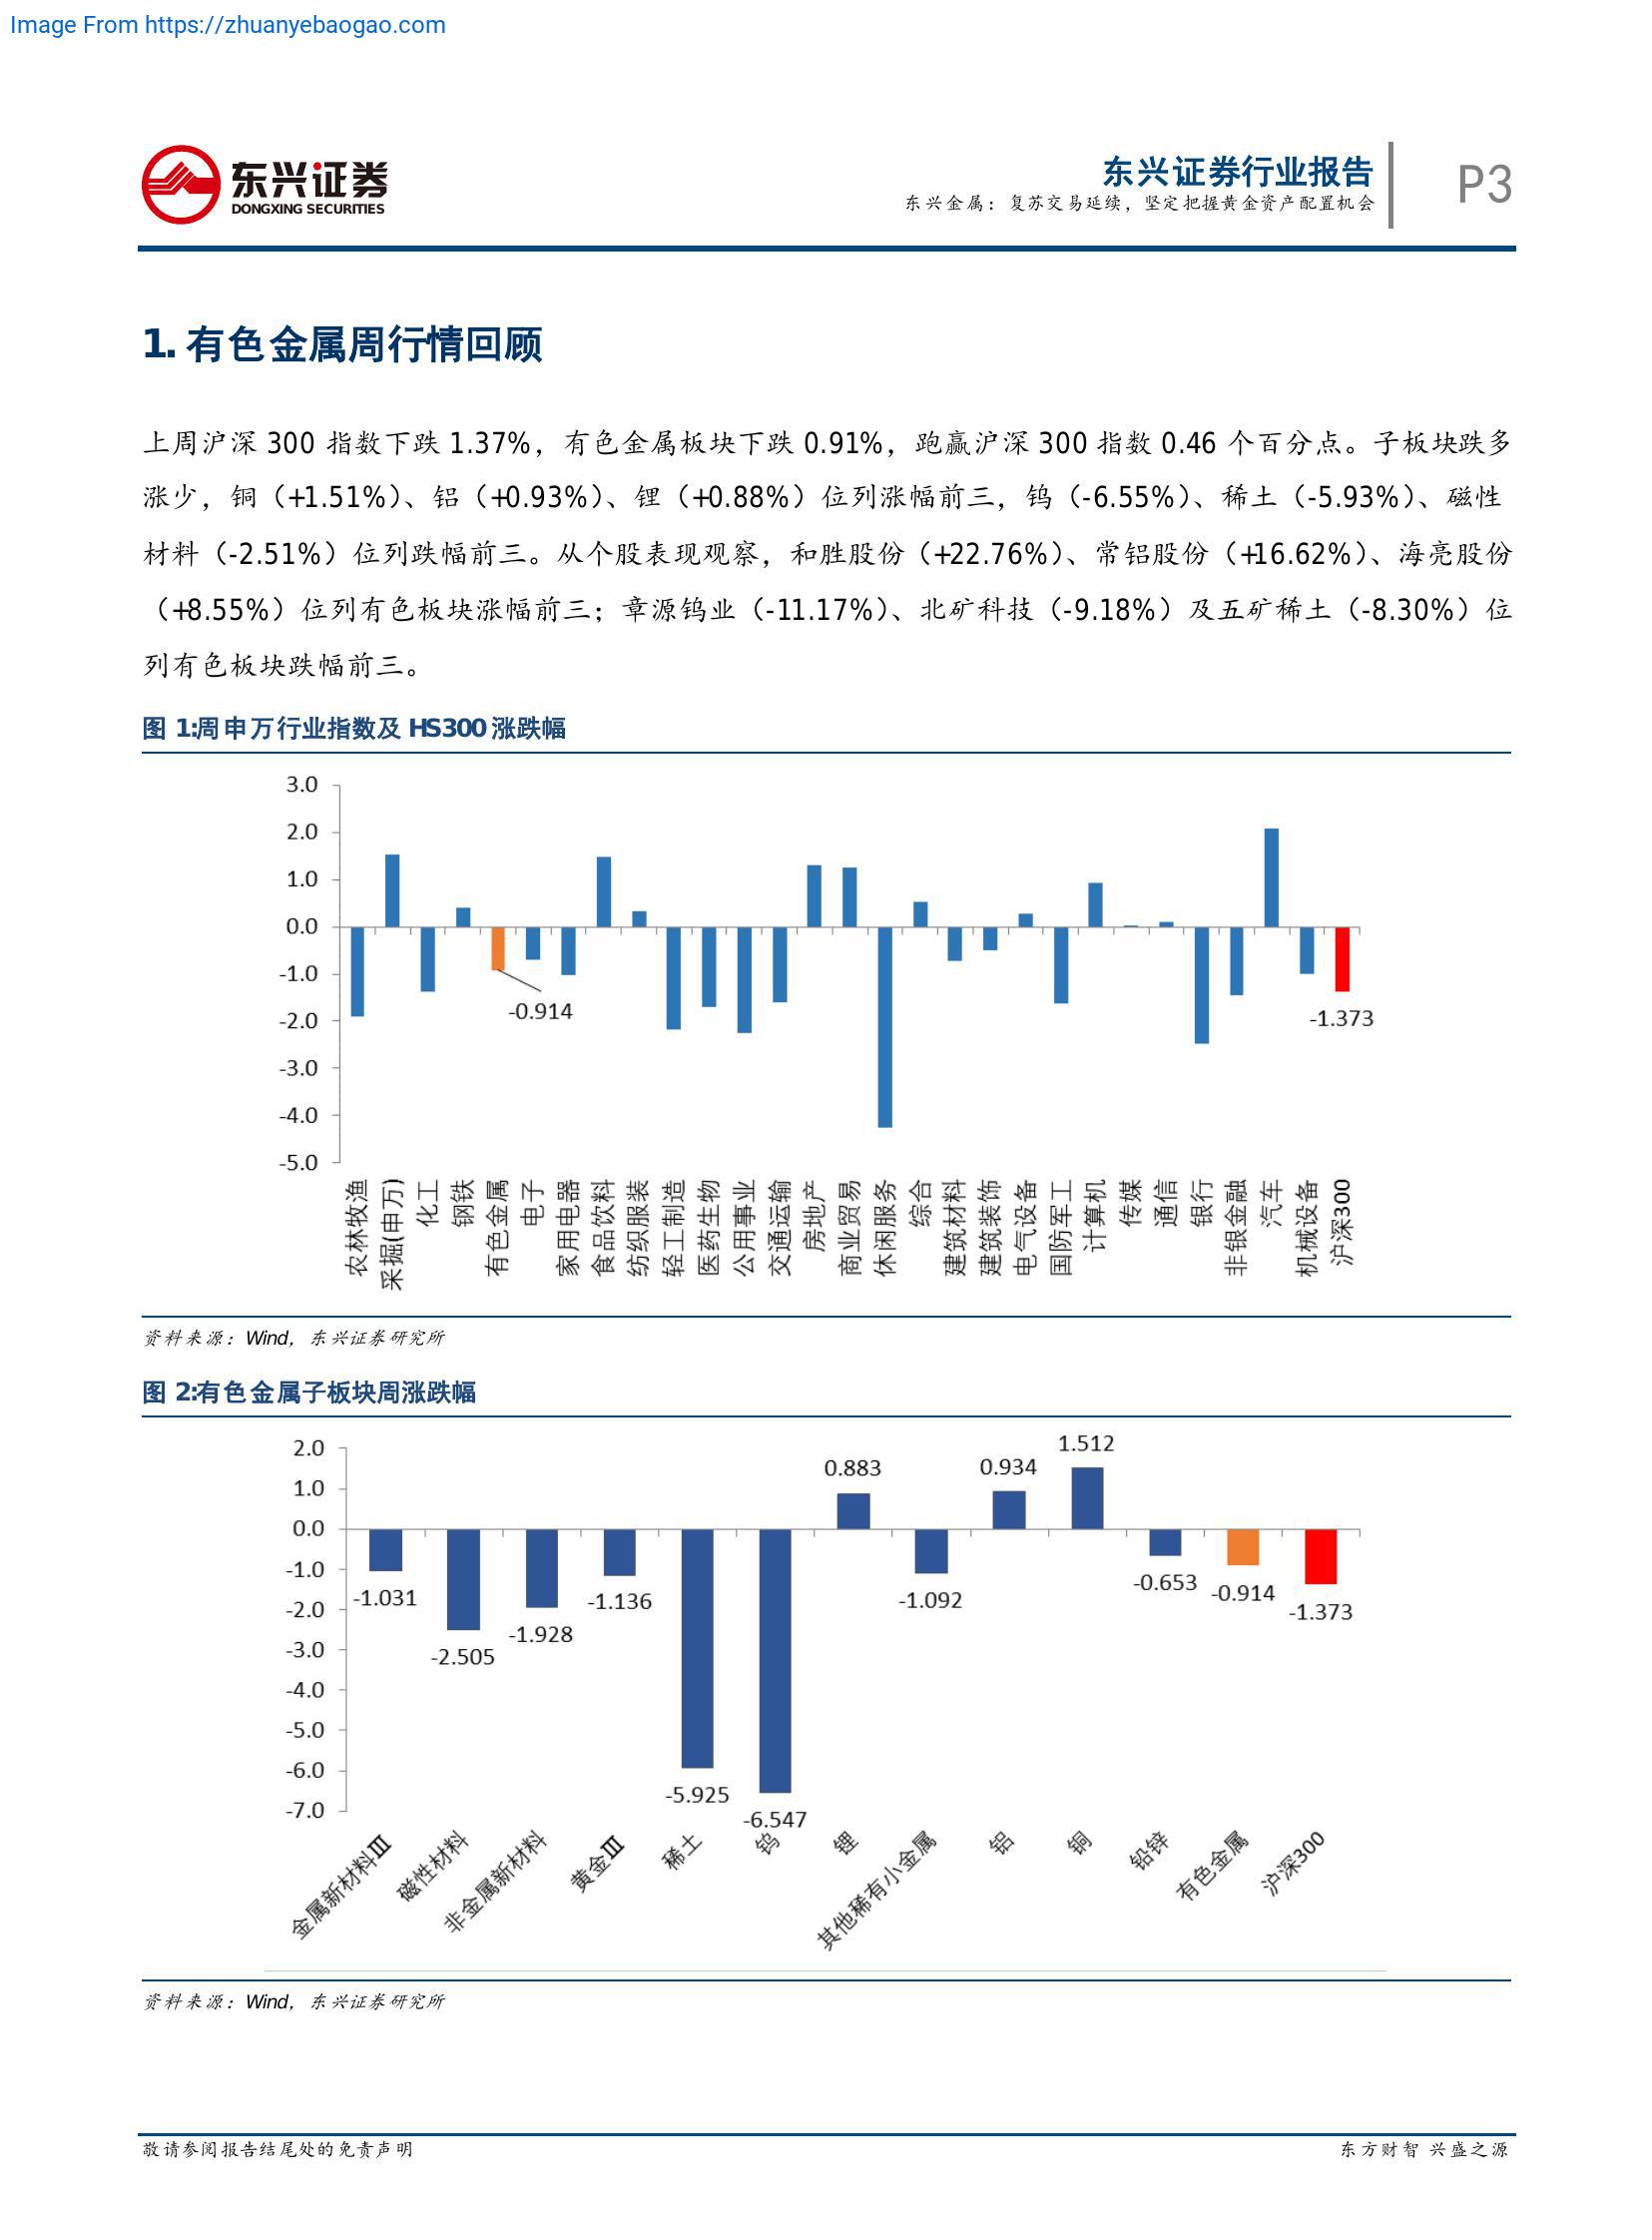 Image From https://zhuanyebaogao.com
东兴证券
DONGXING SECURITIES
东兴证券行业报告
东兴金属：复苏交易延续，坚定把握黄金资产配置机会
P3
1. 有色金属周行情回顾
上周沪深 300 指数下跌 1.37%，有色金属板块下跌 0.91%，跑赢沪深 300 指数 0.46 个百分点。子板块跌多
涨少，铜（+1.51%）、铝（+0.93%）、锂（+0.88%）位列涨幅前三，钨（-6.55%）、稀土（-5.93%）、磁性
材料（-2.51%）位列跌幅前三。从个股表现观察，和胜股份（+22.76%）、常铝股份（+16.62%）、海亮股份
（+8.55%）位列有色板块涨幅前三；章源钨业（-11.17%）、北矿科技（-9.18%）及五矿稀土（-8.30%）位
列有色板块跌幅前三。
图 1:周申万行业指数及 HS300 涨跌幅
3.0
2.0
1.0
0.0
-1.0
-2.0
-3.0
-4.0
-5.0
-0.914
-1.373
农林牧渔
采掘(申万)
化工
钢铁
有色金属
电子
家用电器
食品饮料
纺织服装
轻工制造
医药生物
公用事业
交通运输
房地产
商业贸易
休闲服务
综合
建筑材料
建筑装饰
电气设备
国防军工
计算机
传媒
通信
银行
非银金融
汽车
机械设备
沪深300
资料来源：Wind，东兴证券研究所
图 2:有色金属子板块周涨跌幅
2.0
1.0
0.0
-1.0
-2.0
-3.0
-4.0
-5.0
-6.0
-7.0
-1.031
-2.505
-1.928
-1.136
-5.925
-6.547
0.883
-1.092
0.934
1.512
-0.653
-0.914
-1.373
金属新材料Ⅲ
磁性材料
非金属新材料
黄金Ⅲ
稀土
钨
锂
其他稀有小金属
铝
铜
铅锌
有色金属
沪深300
资料来源：Wind，东兴证券研究所
敬请参阅报告结尾处的免责声明
东方财智 兴盛之源